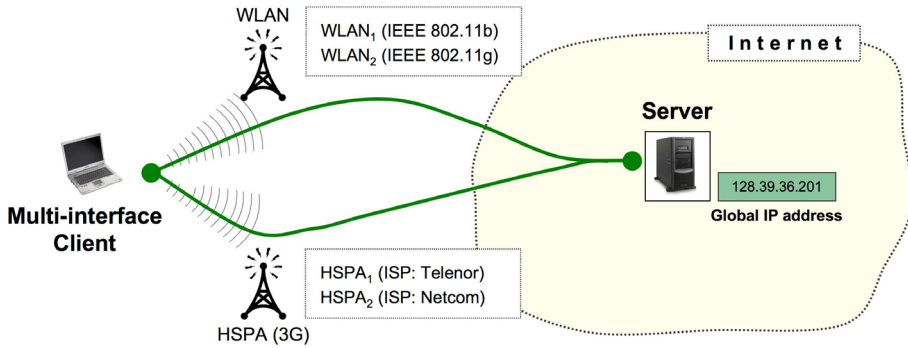 WLAN
WLAN₁ (IEEE 802.11b)
WLAN₂ (IEEE 802.11g)
Internet
Server
128.39.36.201
Global IP address
Multi-interface
Client
HSPA₁ (ISP: Telenor)
HSPA₂ (ISP: Netcom)
HSPA (3G)